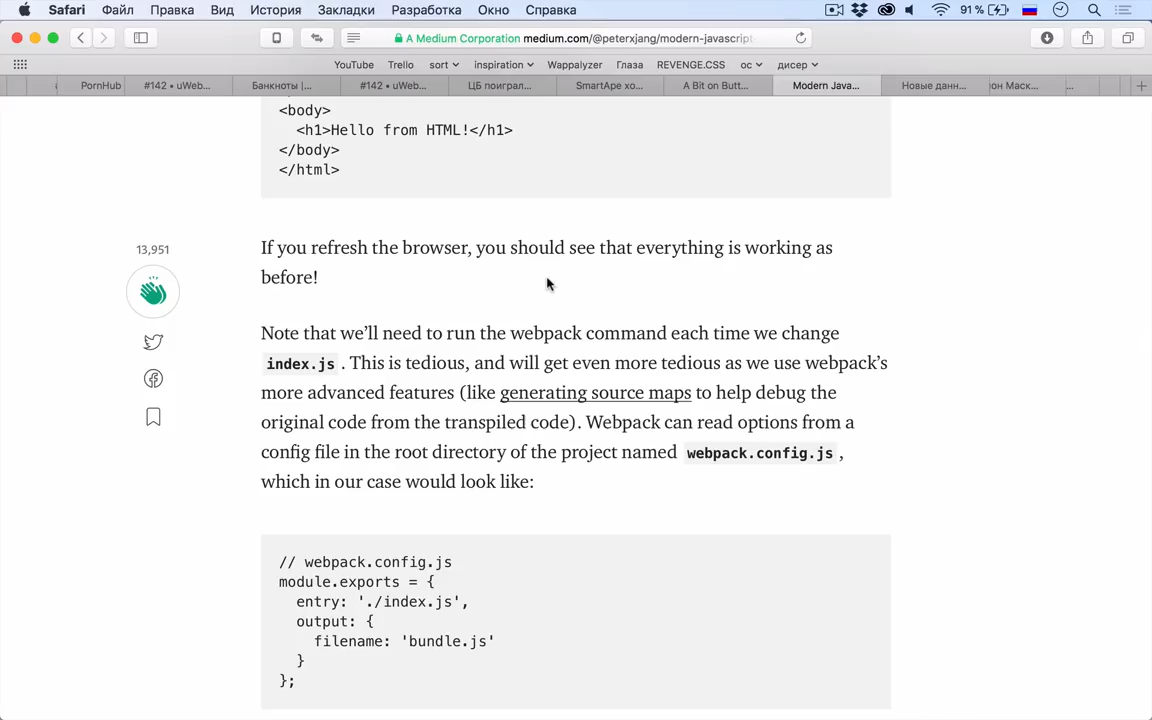 Safari Файл Правка Вид История Закладки Разработка Окно Справка 91 %
A Medium Corporation medium.com/@peterxjang/modern-javascript-
YouTube Trello sort inspiration Wappalyzer Глаза REVENGE.CSS ос дисер
PornHub #142 • uWeb... Банкноты |... #142 • uWeb... ЦБ поиграл... SmartApe хо... A Bit on Butt... Modern Java... Новые данн... он Маск... ...
<body>
<h1>Hello from HTML!</h1>
</body>
</html>
13,951
If you refresh the browser, you should see that everything is working as
before!
Note that we’ll need to run the webpack command each time we change
index.js . This is tedious, and will get even more tedious as we use webpack’s
more advanced features (like generating source maps to help debug the
original code from the transpiled code). Webpack can read options from a
config file in the root directory of the project named webpack.config.js ,
which in our case would look like:
// webpack.config.js
module.exports = {
entry: './index.js',
output: {
filename: 'bundle.js'
}
};